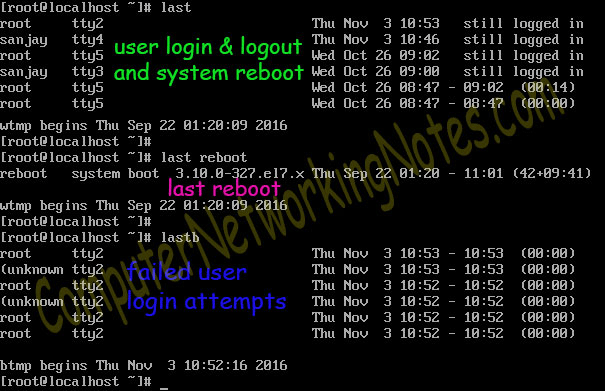 [root@localhost ~]# last
root tty2 Thu Nov 3 10:53 still logged in
sanjay tty4 Thu Nov 3 10:46 still logged in
root tty5 Wed Oct 26 09:02 still logged in
sanjay tty3 Wed Oct 26 09:00 still logged in
root tty5 Wed Oct 26 08:47 - 09:02 (00:14)
root tty5 Wed Oct 26 08:47 - 08:47 (00:00)
user login & logout
and system reboot
wtmp begins Thu Sep 22 01:20:09 2016
[root@localhost ~]#
[root@localhost ~]# last reboot
reboot system boot 3.10.0-327.el7.x Thu Sep 22 01:20 - 11:01 (42+09:41)
last reboot
wtmp begins Thu Sep 22 01:20:09 2016
[root@localhost ~]#
[root@localhost ~]# lastb
root tty2 Thu Nov 3 10:53 - 10:53 (00:00)
(unknown tty2 Thu Nov 3 10:53 - 10:53 (00:00)
root tty2 Thu Nov 3 10:52 - 10:52 (00:00)
(unknown tty2 Thu Nov 3 10:52 - 10:52 (00:00)
root tty2 Thu Nov 3 10:52 - 10:52 (00:00)
root tty2 Thu Nov 3 10:52 - 10:52 (00:00)
failed user
login attempts
btmp begins Thu Nov 3 10:52:16 2016
[root@localhost ~]# _
ComputerNetworkingNotes.com